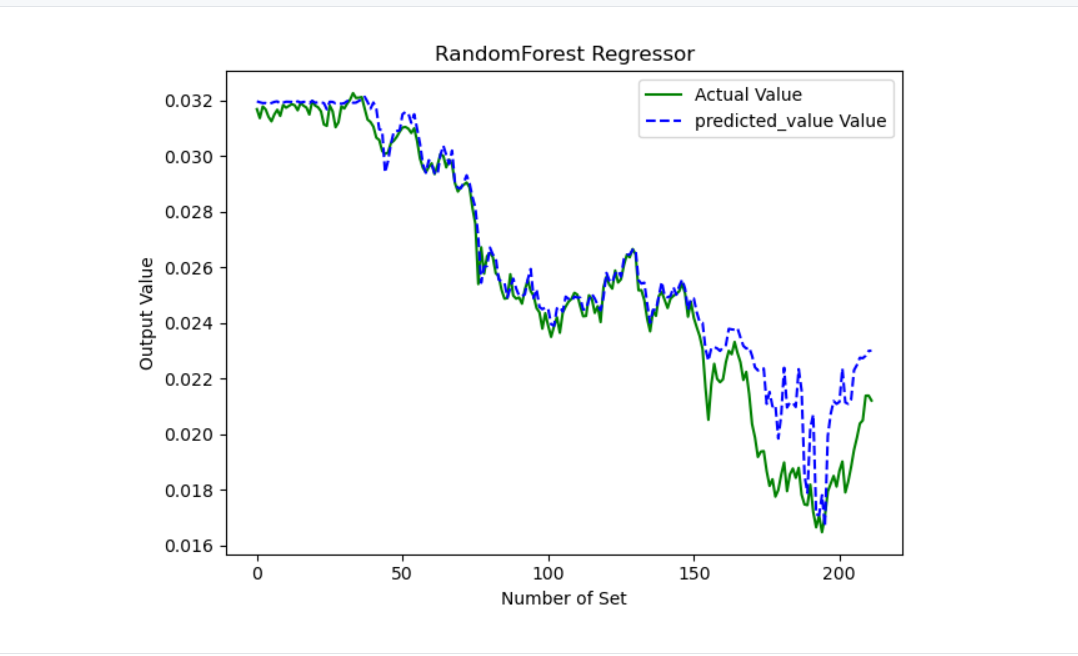 RandomForest Regressor
Actual Value
predicted_value Value
Output Value
0.032
0.030
0.028
0.026
0.024
0.022
0.020
0.018
0.016
0 50 100 150 200
Number of Set